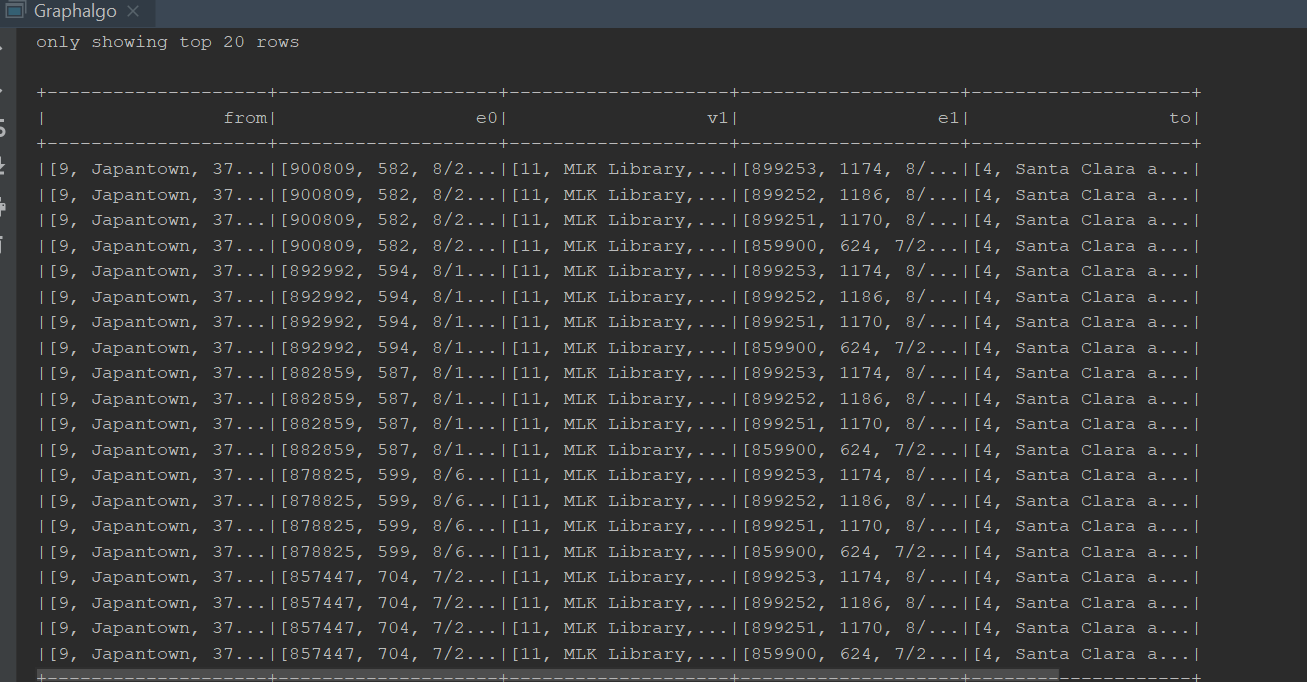 Graphalgo
only showing top 20 rows
+--------------------+--------------------+--------------------+--------------------+--------------------+
|                from|                  e0|                  v1|                  e1|                  to|
+--------------------+--------------------+--------------------+--------------------+--------------------+
|[9, Japantown, 37...|[900809, 582, 8/2...|[11, MLK Library,...|[899253, 1174, 8/...|[4, Santa Clara a...|
|[9, Japantown, 37...|[900809, 582, 8/2...|[11, MLK Library,...|[899252, 1186, 8/...|[4, Santa Clara a...|
|[9, Japantown, 37...|[900809, 582, 8/2...|[11, MLK Library,...|[899251, 1170, 8/...|[4, Santa Clara a...|
|[9, Japantown, 37...|[900809, 582, 8/2...|[11, MLK Library,...|[859900, 624, 7/2...|[4, Santa Clara a...|
|[9, Japantown, 37...|[892992, 594, 8/1...|[11, MLK Library,...|[899253, 1174, 8/...|[4, Santa Clara a...|
|[9, Japantown, 37...|[892992, 594, 8/1...|[11, MLK Library,...|[899252, 1186, 8/...|[4, Santa Clara a...|
|[9, Japantown, 37...|[892992, 594, 8/1...|[11, MLK Library,...|[899251, 1170, 8/...|[4, Santa Clara a...|
|[9, Japantown, 37...|[892992, 594, 8/1...|[11, MLK Library,...|[859900, 624, 7/2...|[4, Santa Clara a...|
|[9, Japantown, 37...|[882859, 587, 8/1...|[11, MLK Library,...|[899253, 1174, 8/...|[4, Santa Clara a...|
|[9, Japantown, 37...|[882859, 587, 8/1...|[11, MLK Library,...|[899252, 1186, 8/...|[4, Santa Clara a...|
|[9, Japantown, 37...|[882859, 587, 8/1...|[11, MLK Library,...|[899251, 1170, 8/...|[4, Santa Clara a...|
|[9, Japantown, 37...|[882859, 587, 8/1...|[11, MLK Library,...|[859900, 624, 7/2...|[4, Santa Clara a...|
|[9, Japantown, 37...|[878825, 599, 8/6...|[11, MLK Library,...|[899253, 1174, 8/...|[4, Santa Clara a...|
|[9, Japantown, 37...|[878825, 599, 8/6...|[11, MLK Library,...|[899252, 1186, 8/...|[4, Santa Clara a...|
|[9, Japantown, 37...|[878825, 599, 8/6...|[11, MLK Library,...|[899251, 1170, 8/...|[4, Santa Clara a...|
|[9, Japantown, 37...|[878825, 599, 8/6...|[11, MLK Library,...|[859900, 624, 7/2...|[4, Santa Clara a...|
|[9, Japantown, 37...|[857447, 704, 7/2...|[11, MLK Library,...|[899253, 1174, 8/...|[4, Santa Clara a...|
|[9, Japantown, 37...|[857447, 704, 7/2...|[11, MLK Library,...|[899252, 1186, 8/...|[4, Santa Clara a...|
|[9, Japantown, 37...|[857447, 704, 7/2...|[11, MLK Library,...|[899251, 1170, 8/...|[4, Santa Clara a...|
|[9, Japantown, 37...|[857447, 704, 7/2...|[11, MLK Library,...|[859900, 624, 7/2...|[4, Santa Clara a...|
+--------------------+--------------------+--------------------+--------------------+--------------------+